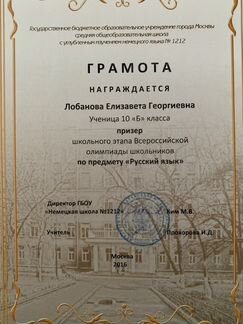 Государственное бюджетное образовательное учреждение города Москвы
средняя общеобразовательная школа
с углубленным изучением немецкого языка № 1212
ГРАМОТА
НАГРАЖДАЕТСЯ
Лобанова Елизавета Георгиевна
Ученица 10 «Б» класса
призер
школьного этапа Всероссийской
олимпиады школьников
по предмету «Русский язык»
Директор ГБОУ
«Немецкая школа №1212» Ким М.В.
Учитель Прохорова И.Д.
Москва
2016